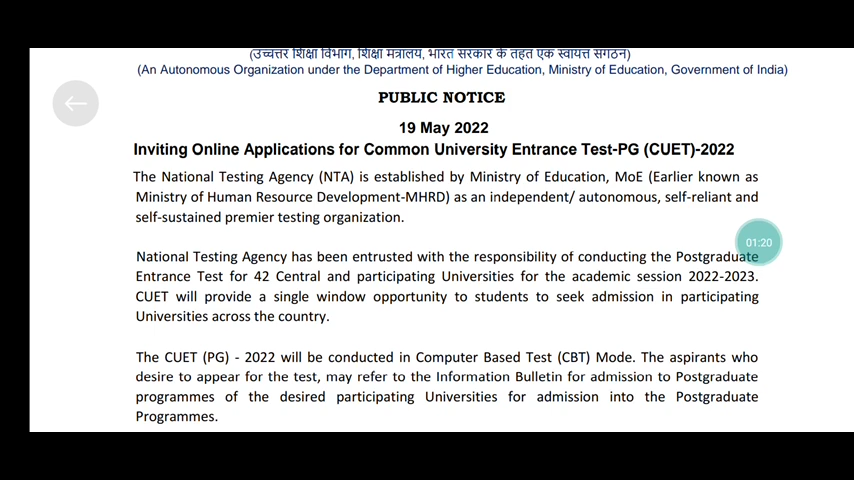 (उच्चत्तर शिक्षा विभाग, शिक्षा मंत्रालय, भारत सरकार के तहत एक स्वायत्त संगठन)
(An Autonomous Organization under the Department of Higher Education, Ministry of Education, Government of India)
PUBLIC NOTICE
19 May 2022
Inviting Online Applications for Common University Entrance Test-PG (CUET)-2022
The National Testing Agency (NTA) is established by Ministry of Education, MoE (Earlier known as
Ministry of Human Resource Development-MHRD) as an independent/ autonomous, self-reliant and
self-sustained premier testing organization.
01:20
National Testing Agency has been entrusted with the responsibility of conducting the Postgraduate
Entrance Test for 42 Central and participating Universities for the academic session 2022-2023.
CUET will provide a single window opportunity to students to seek admission in participating
Universities across the country.
The CUET (PG) - 2022 will be conducted in Computer Based Test (CBT) Mode. The aspirants who
desire to appear for the test, may refer to the Information Bulletin for admission to Postgraduate
programmes of the desired participating Universities for admission into the Postgraduate
Programmes.